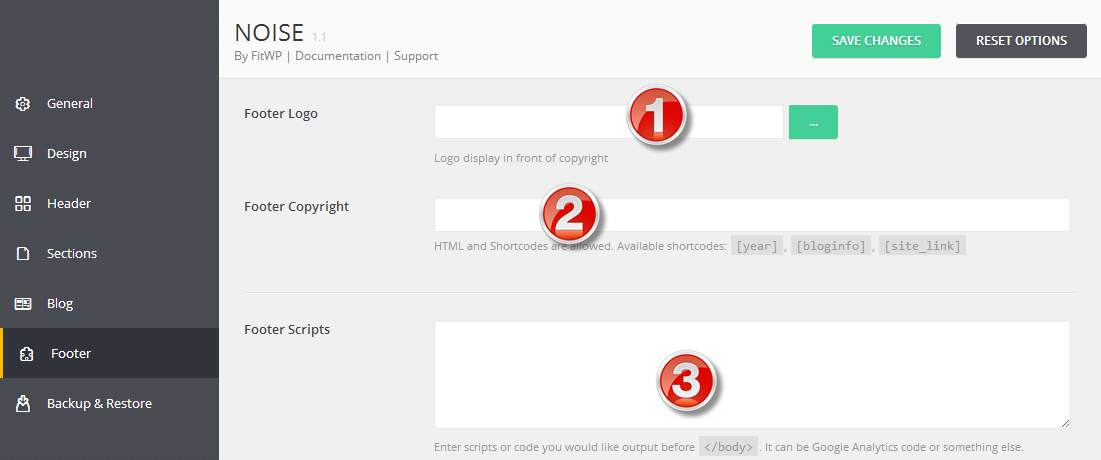 NOISE 1.1
By FitWP | Documentation | Support
SAVE CHANGES
RESET OPTIONS
General
Design
Header
Sections
Blog
Footer
Backup & Restore
Footer Logo
1
...
Logo display in front of copyright
Footer Copyright
2
HTML and Shortcodes are allowed. Available shortcodes: [year] , [bloginfo] , [site_link]
Footer Scripts
3
Enter scripts or code you would like output before </body> . It can be Google Analytics code or something else.